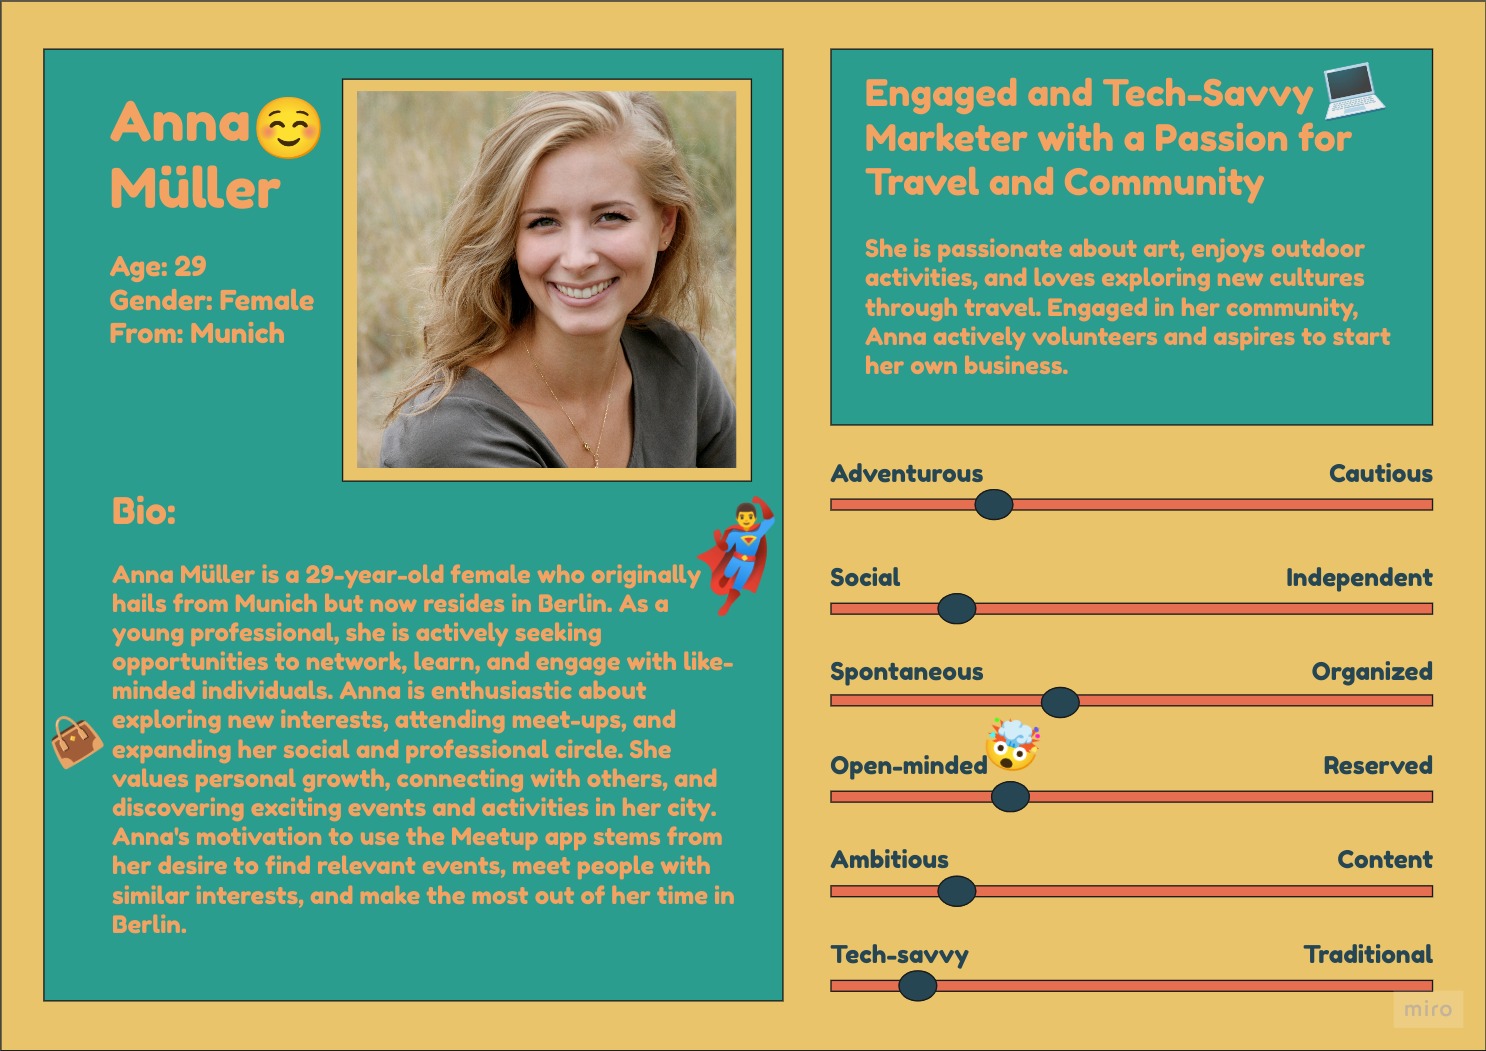 Anna
Müller
Age: 29
Gender: Female
From: Munich
Bio:
Anna Müller is a 29-year-old female who originally
hails from Munich but now resides in Berlin. As a
young professional, she is actively seeking
opportunities to network, learn, and engage with like-
minded individuals. Anna is enthusiastic about
exploring new interests, attending meet-ups, and
expanding her social and professional circle. She
values personal growth, connecting with others, and
discovering exciting events and activities in her city.
Anna's motivation to use the Meetup app stems from
her desire to find relevant events, meet people with
similar interests, and make the most out of her time in
Berlin.
Engaged and Tech-Savvy
Marketer with a Passion for
Travel and Community
She is passionate about art, enjoys outdoor
activities, and loves exploring new cultures
through travel. Engaged in her community,
Anna actively volunteers and aspires to start
her own business.
Adventurous Cautious
Social Independent
Spontaneous Organized
Open-minded Reserved
Ambitious Content
Tech-savvy Traditional
miro